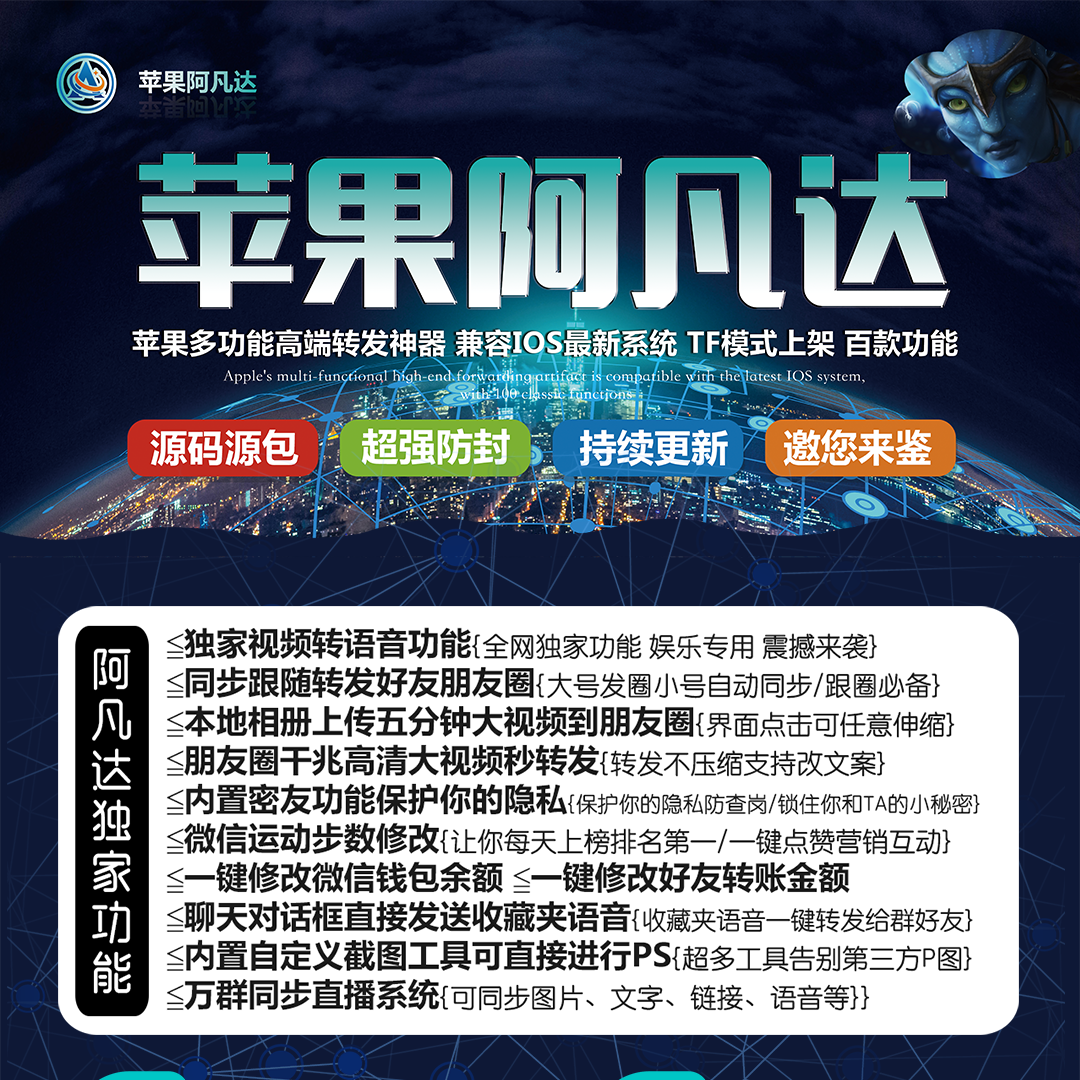 苹果阿凡达
苹果阿凡达
苹果多功能高端转发神器 兼容IOS最新系统 TF模式上架 百款功能
Apple's multi-functional high-end forwarding artifact is compatible with the latest IOS system,
with 100 classic functions
源码源包 超强防封 持续更新 邀您来鉴
阿凡达独家功能
≦独家视频转语音功能{全网独家功能 娱乐专用 震撼来袭}
≦同步跟随转发好友朋友圈{大号发圈小号自动同步/跟圈必备}
≦本地相册上传五分钟大视频到朋友圈{界面点击可任意伸缩}
≦朋友圈干兆高清大视频秒转发{转发不压缩支持改文案}
≦内置密友功能保护你的隐私{保护你的隐私防查岗/锁住你和TA的小秘密}
≦微信运动步数修改{让你每天上榜排名第一/一键点赞营销互动}
≦一键修改微信钱包余额 ≦一键修改好友转账金额
≦聊天对话框直接发送收藏夹语音{收藏夹语音一键转发给群好友}
≦内置自定义截图工具可直接进行PS{超多工具告别第三方P图}
≦万群同步直播系统{可同步图片、文字、链接、语音等}}